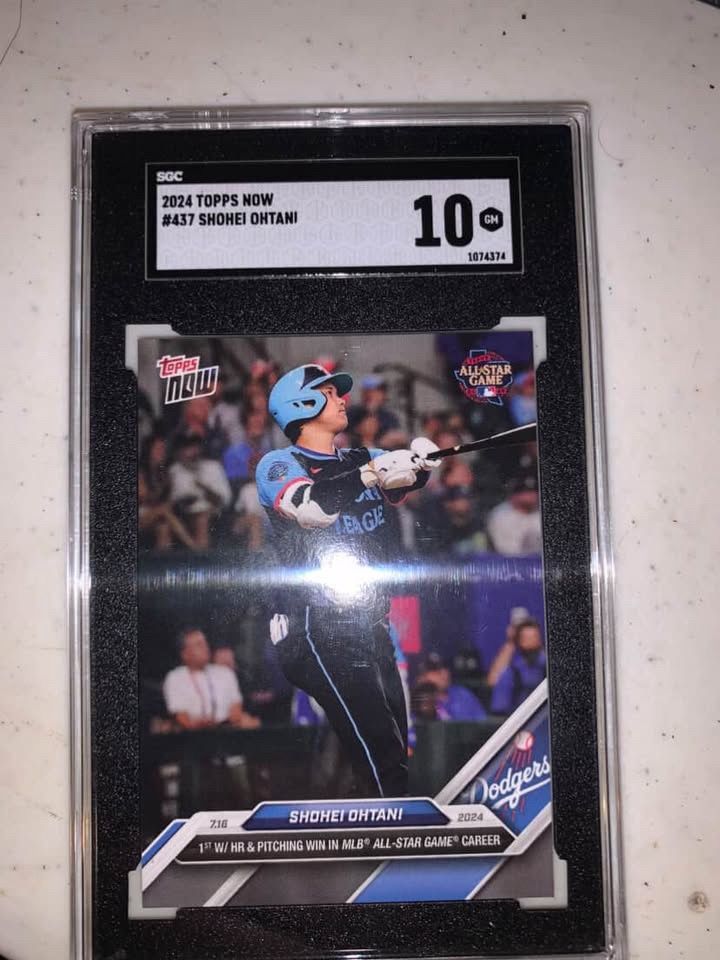 SGC
2024 TOPPS NOW
#437 SHOHEI OHTANI
10 GM
1074374
TOPPS
NOW
ALL★STAR
GAME
LEAGUE
Dodgers
7.16 SHOHEI OHTANI 2024
1ST W/ HR & PITCHING WIN IN MLB® ALL-STAR GAME® CAREER